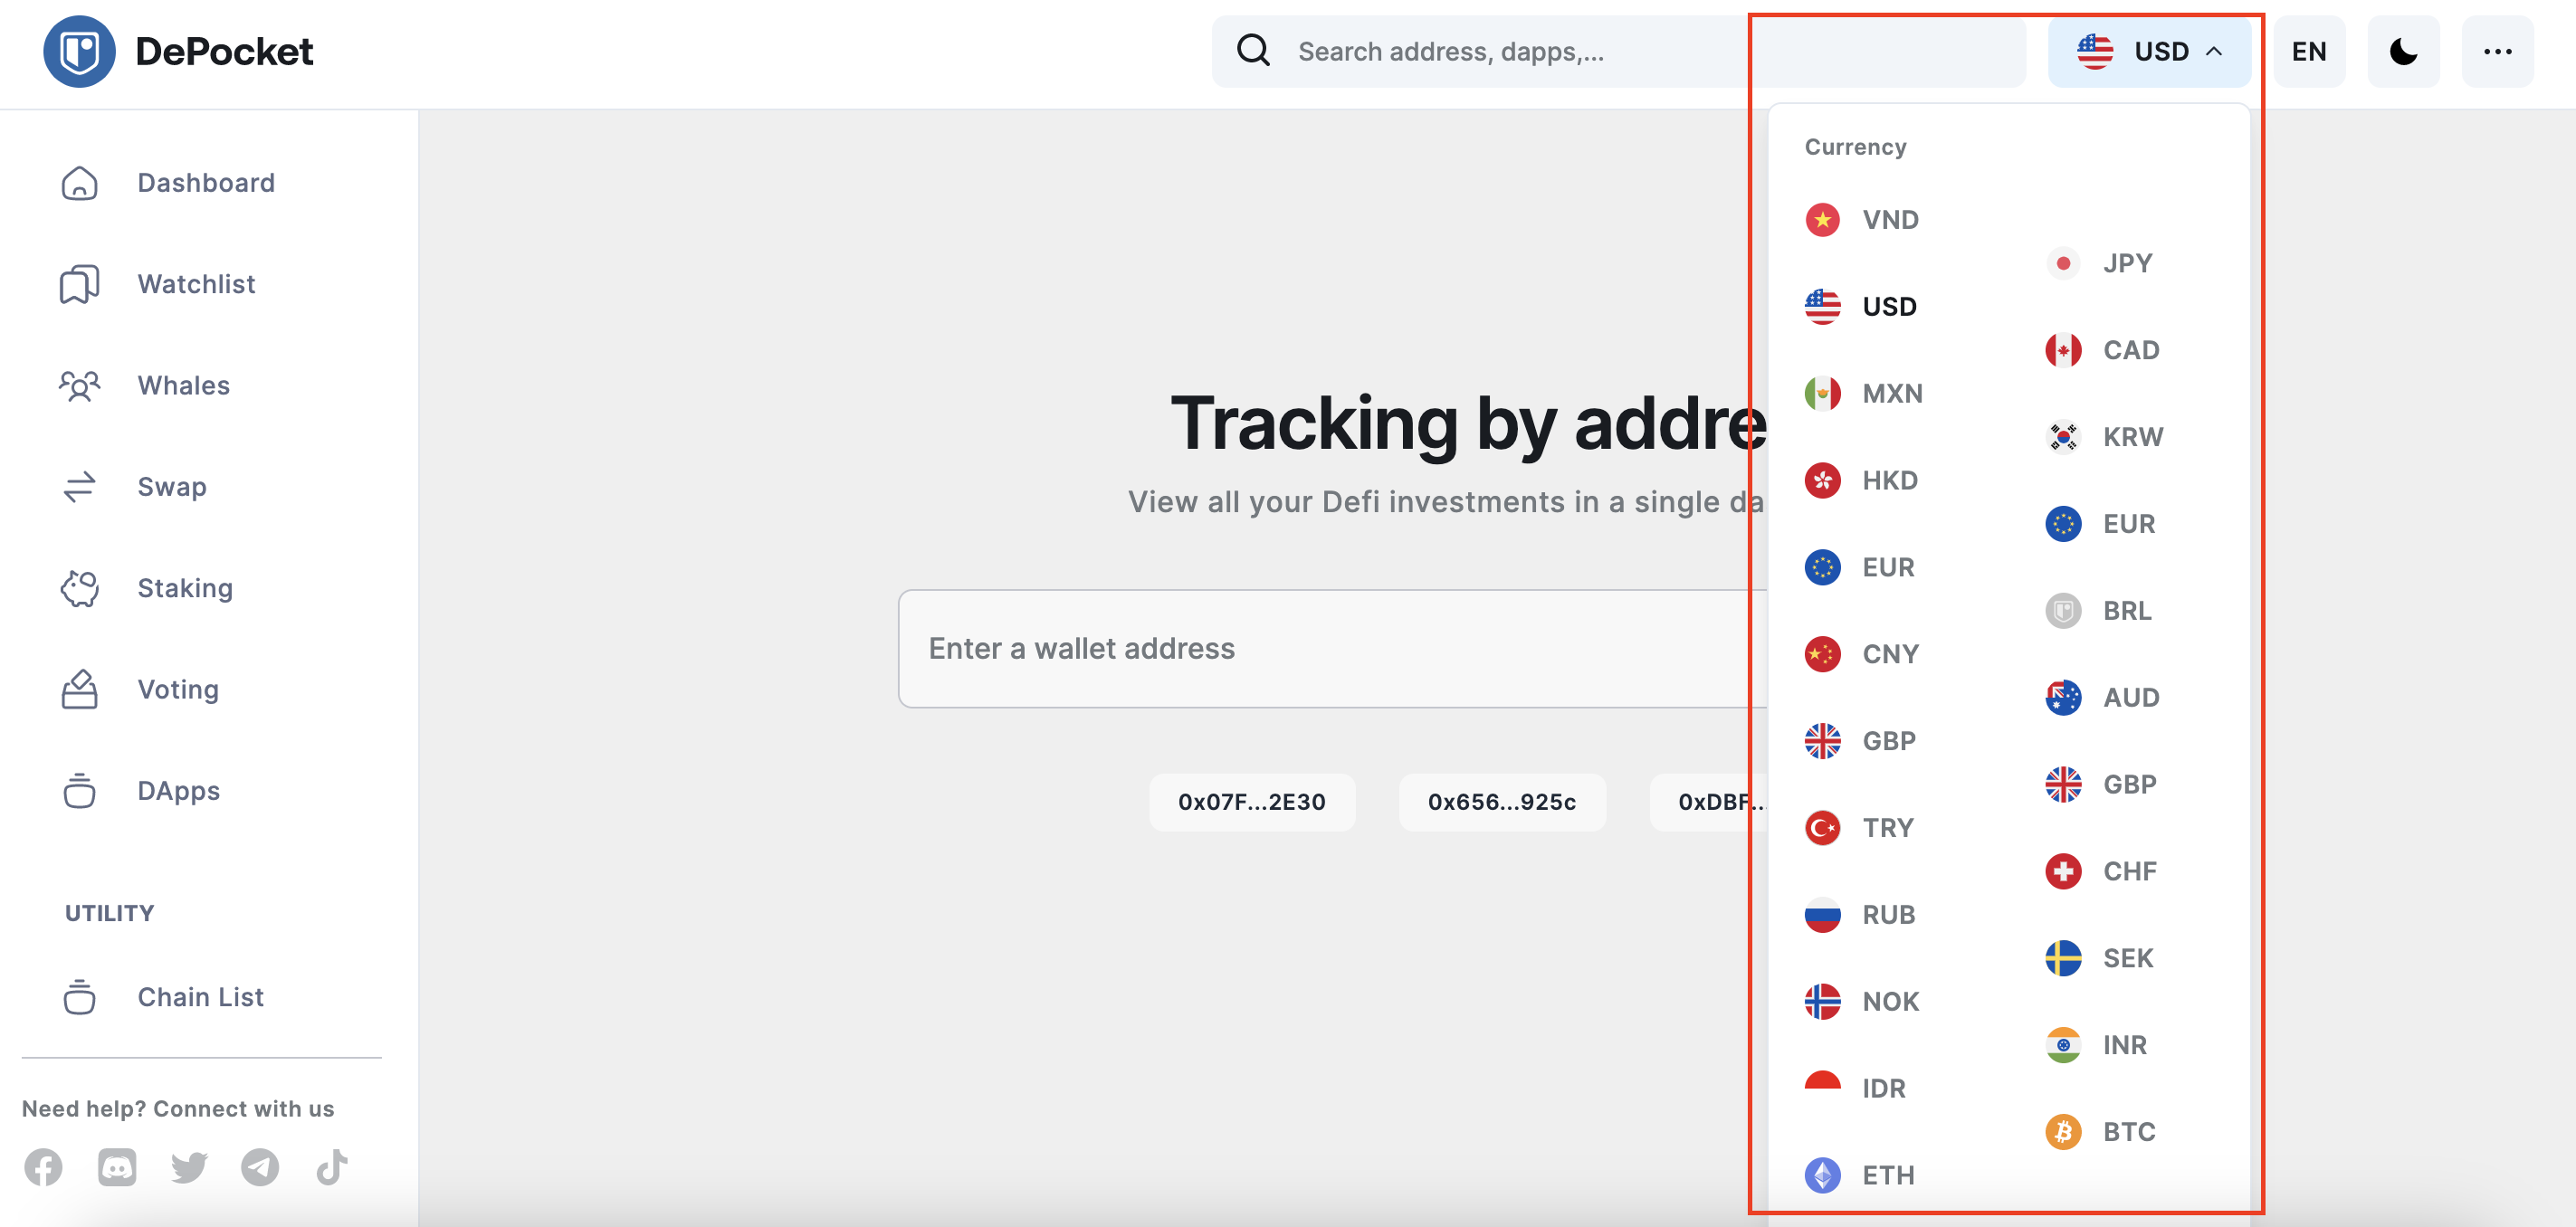 DePocket
Search address, dapps,...
USD
EN
Dashboard
Watchlist
Whales
Swap
Staking
Voting
DApps
UTILITY
Chain List
Need help? Connect with us
Tracking by addre
View all your Defi investments in a single da
Enter a wallet address
0x07F...2E30
0x656...925c
0xDBF...
Currency
VND
USD
MXN
HKD
EUR
CNY
GBP
TRY
RUB
NOK
IDR
ETH
JPY
CAD
KRW
EUR
BRL
AUD
GBP
CHF
SEK
INR
BTC